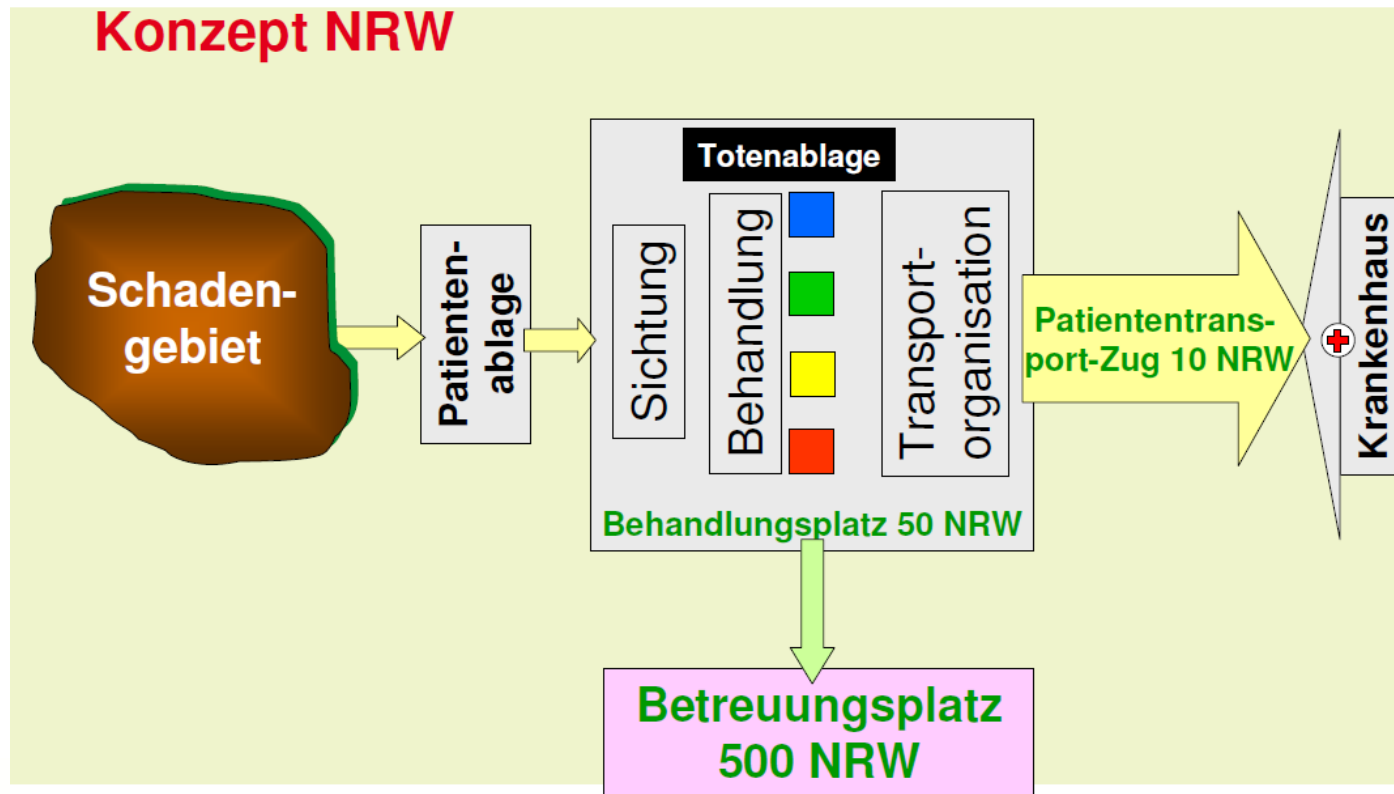 Konzept NRW
Schaden-
gebiet
Patienten-
ablage
Totenablage
Sichtung
Behandlung
Transport-
organisation
Behandlungsplatz 50 NRW
Patiententrans-
port-Zug 10 NRW
Krankenhaus
Betreuungsplatz
500 NRW